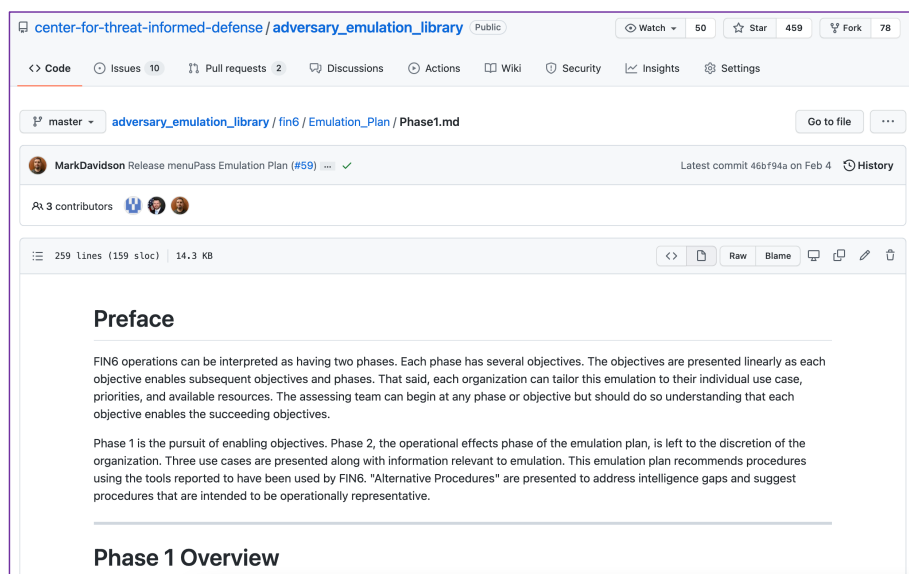 center-for-threat-informed-defense / adversary_emulation_library Public
Watch 50 Star 459 Fork 78
Code Issues 10 Pull requests 2 Discussions Actions Wiki Security Insights Settings
master adversary_emulation_library / fin6 / Emulation_Plan / Phase1.md Go to file ...
MarkDavidson Release menuPass Emulation Plan (#59) ... Latest commit 46bf94a on Feb 4 History
3 contributors
259 lines (159 sloc) 14.3 KB Raw Blame
Preface
FIN6 operations can be interpreted as having two phases. Each phase has several objectives. The objectives are presented linearly as each
objective enables subsequent objectives and phases. That said, each organization can tailor this emulation to their individual use case,
priorities, and available resources. The assessing team can begin at any phase or objective but should do so understanding that each
objective enables the succeeding objectives.
Phase 1 is the pursuit of enabling objectives. Phase 2, the operational effects phase of the emulation plan, is left to the discretion of the
organization. Three use cases are presented along with information relevant to emulation. This emulation plan recommends procedures
using the tools reported to have been used by FIN6. "Alternative Procedures" are presented to address intelligence gaps and suggest
procedures that are intended to be operationally representative.
Phase 1 Overview